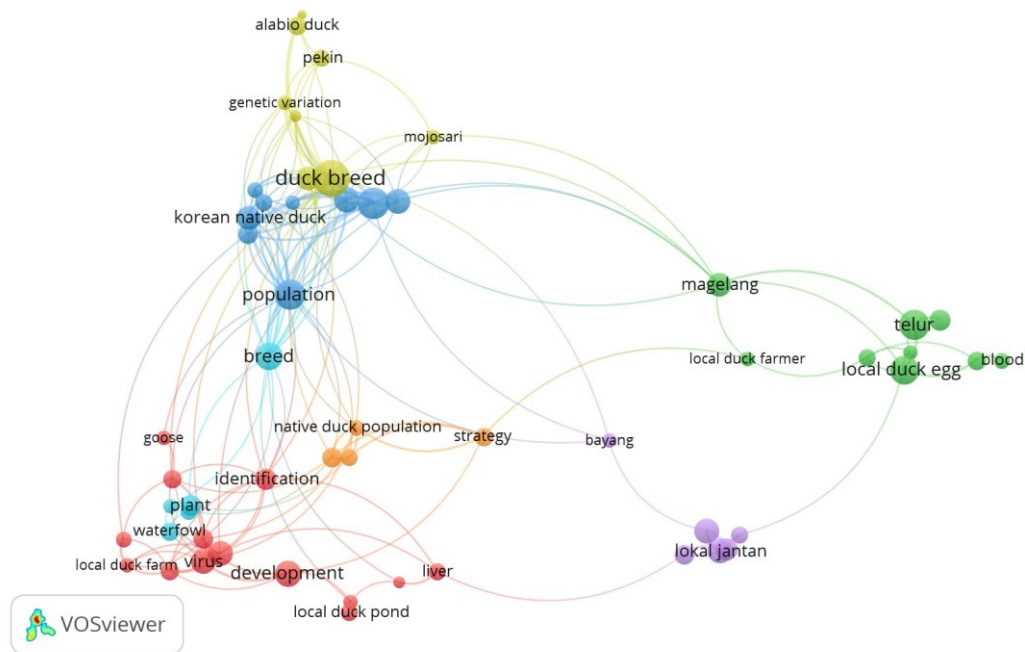 alabio duck
pekin
genetic variation
mojosari
duck breed
korean native duck
population
magelang
telur
breed
local duck farmer
local duck egg
blood
native duck population
goose
strategy
bayang
identification
plant
waterfowl
lokal jantan
local duck farm
virus
development
liver
local duck pond
VOSviewer